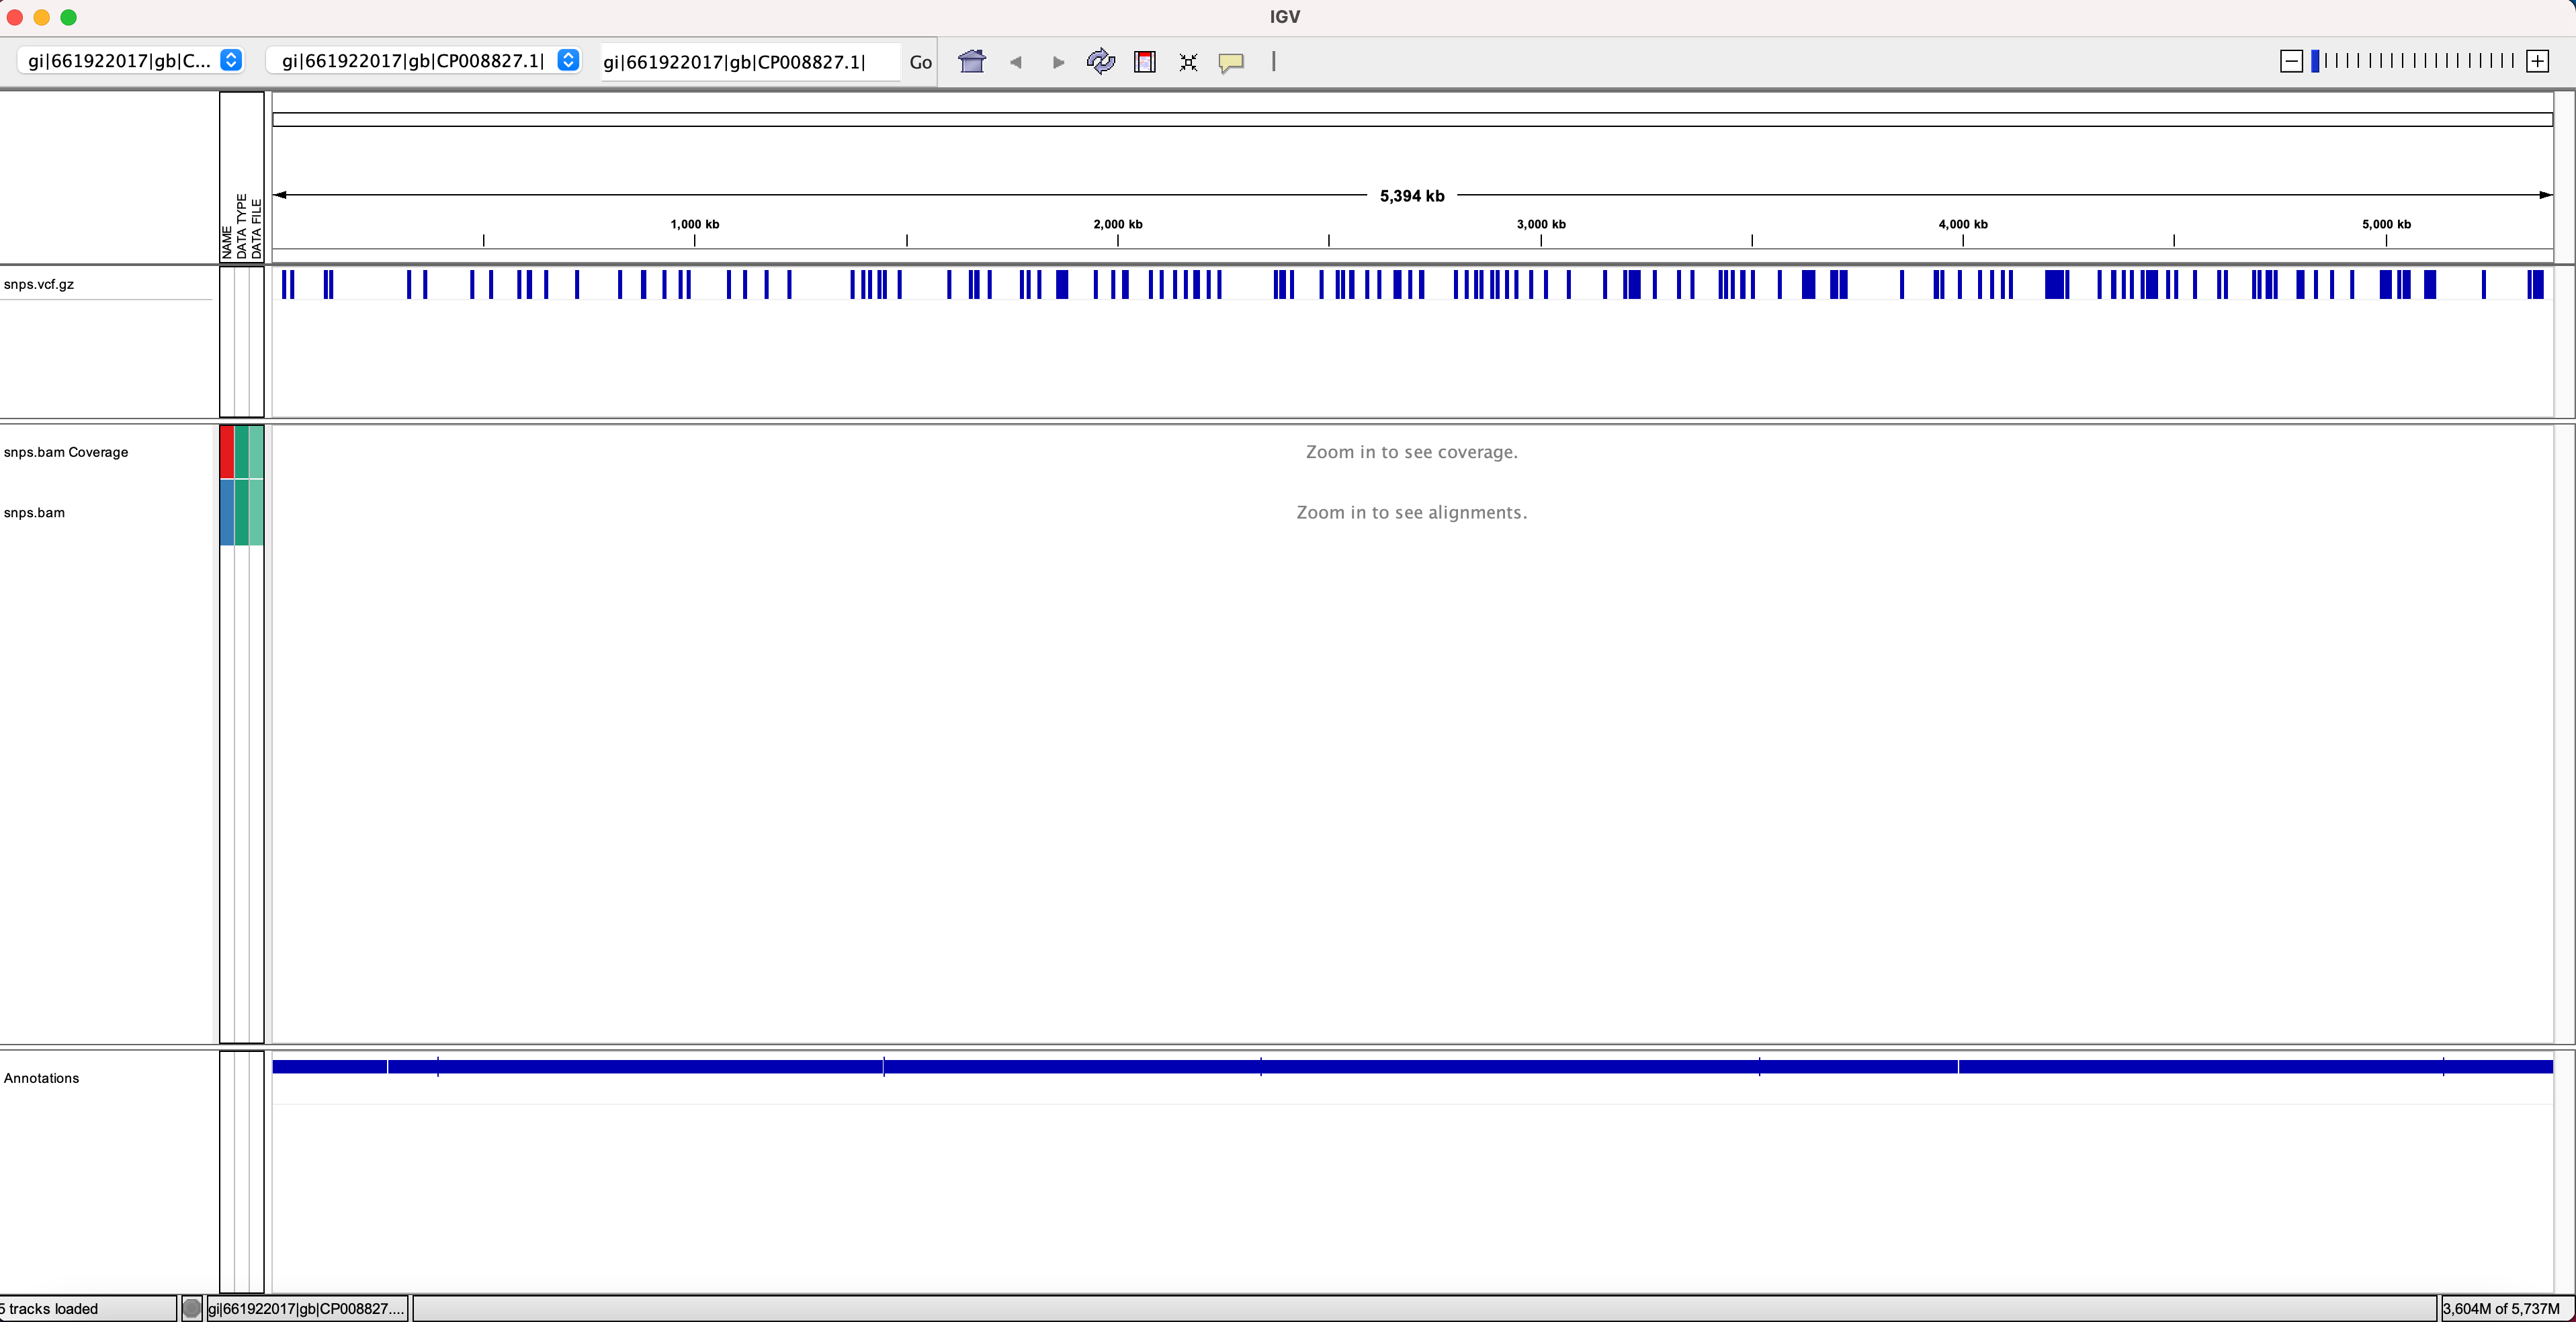 IGV
gi|661922017|gb|C... gi|661922017|gb|CP008827.1| gi|661922017|gb|CP008827.1| Go
NAME
DATA TYPE
DATA FILE
5,394 kb
1,000 kb 2,000 kb 3,000 kb 4,000 kb 5,000 kb
snps.vcf.gz
snps.bam Coverage
Zoom in to see coverage.
snps.bam
Zoom in to see alignments.
Annotations
5 tracks loaded gi|661922017|gb|CP008827.... 3,604M of 5,737M